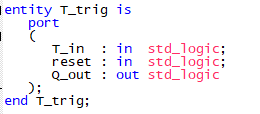 entity T_trig is
port
(
T_in : in std_logic;
reset : in std_logic;
Q_out : out std_logic
);
end T_trig;